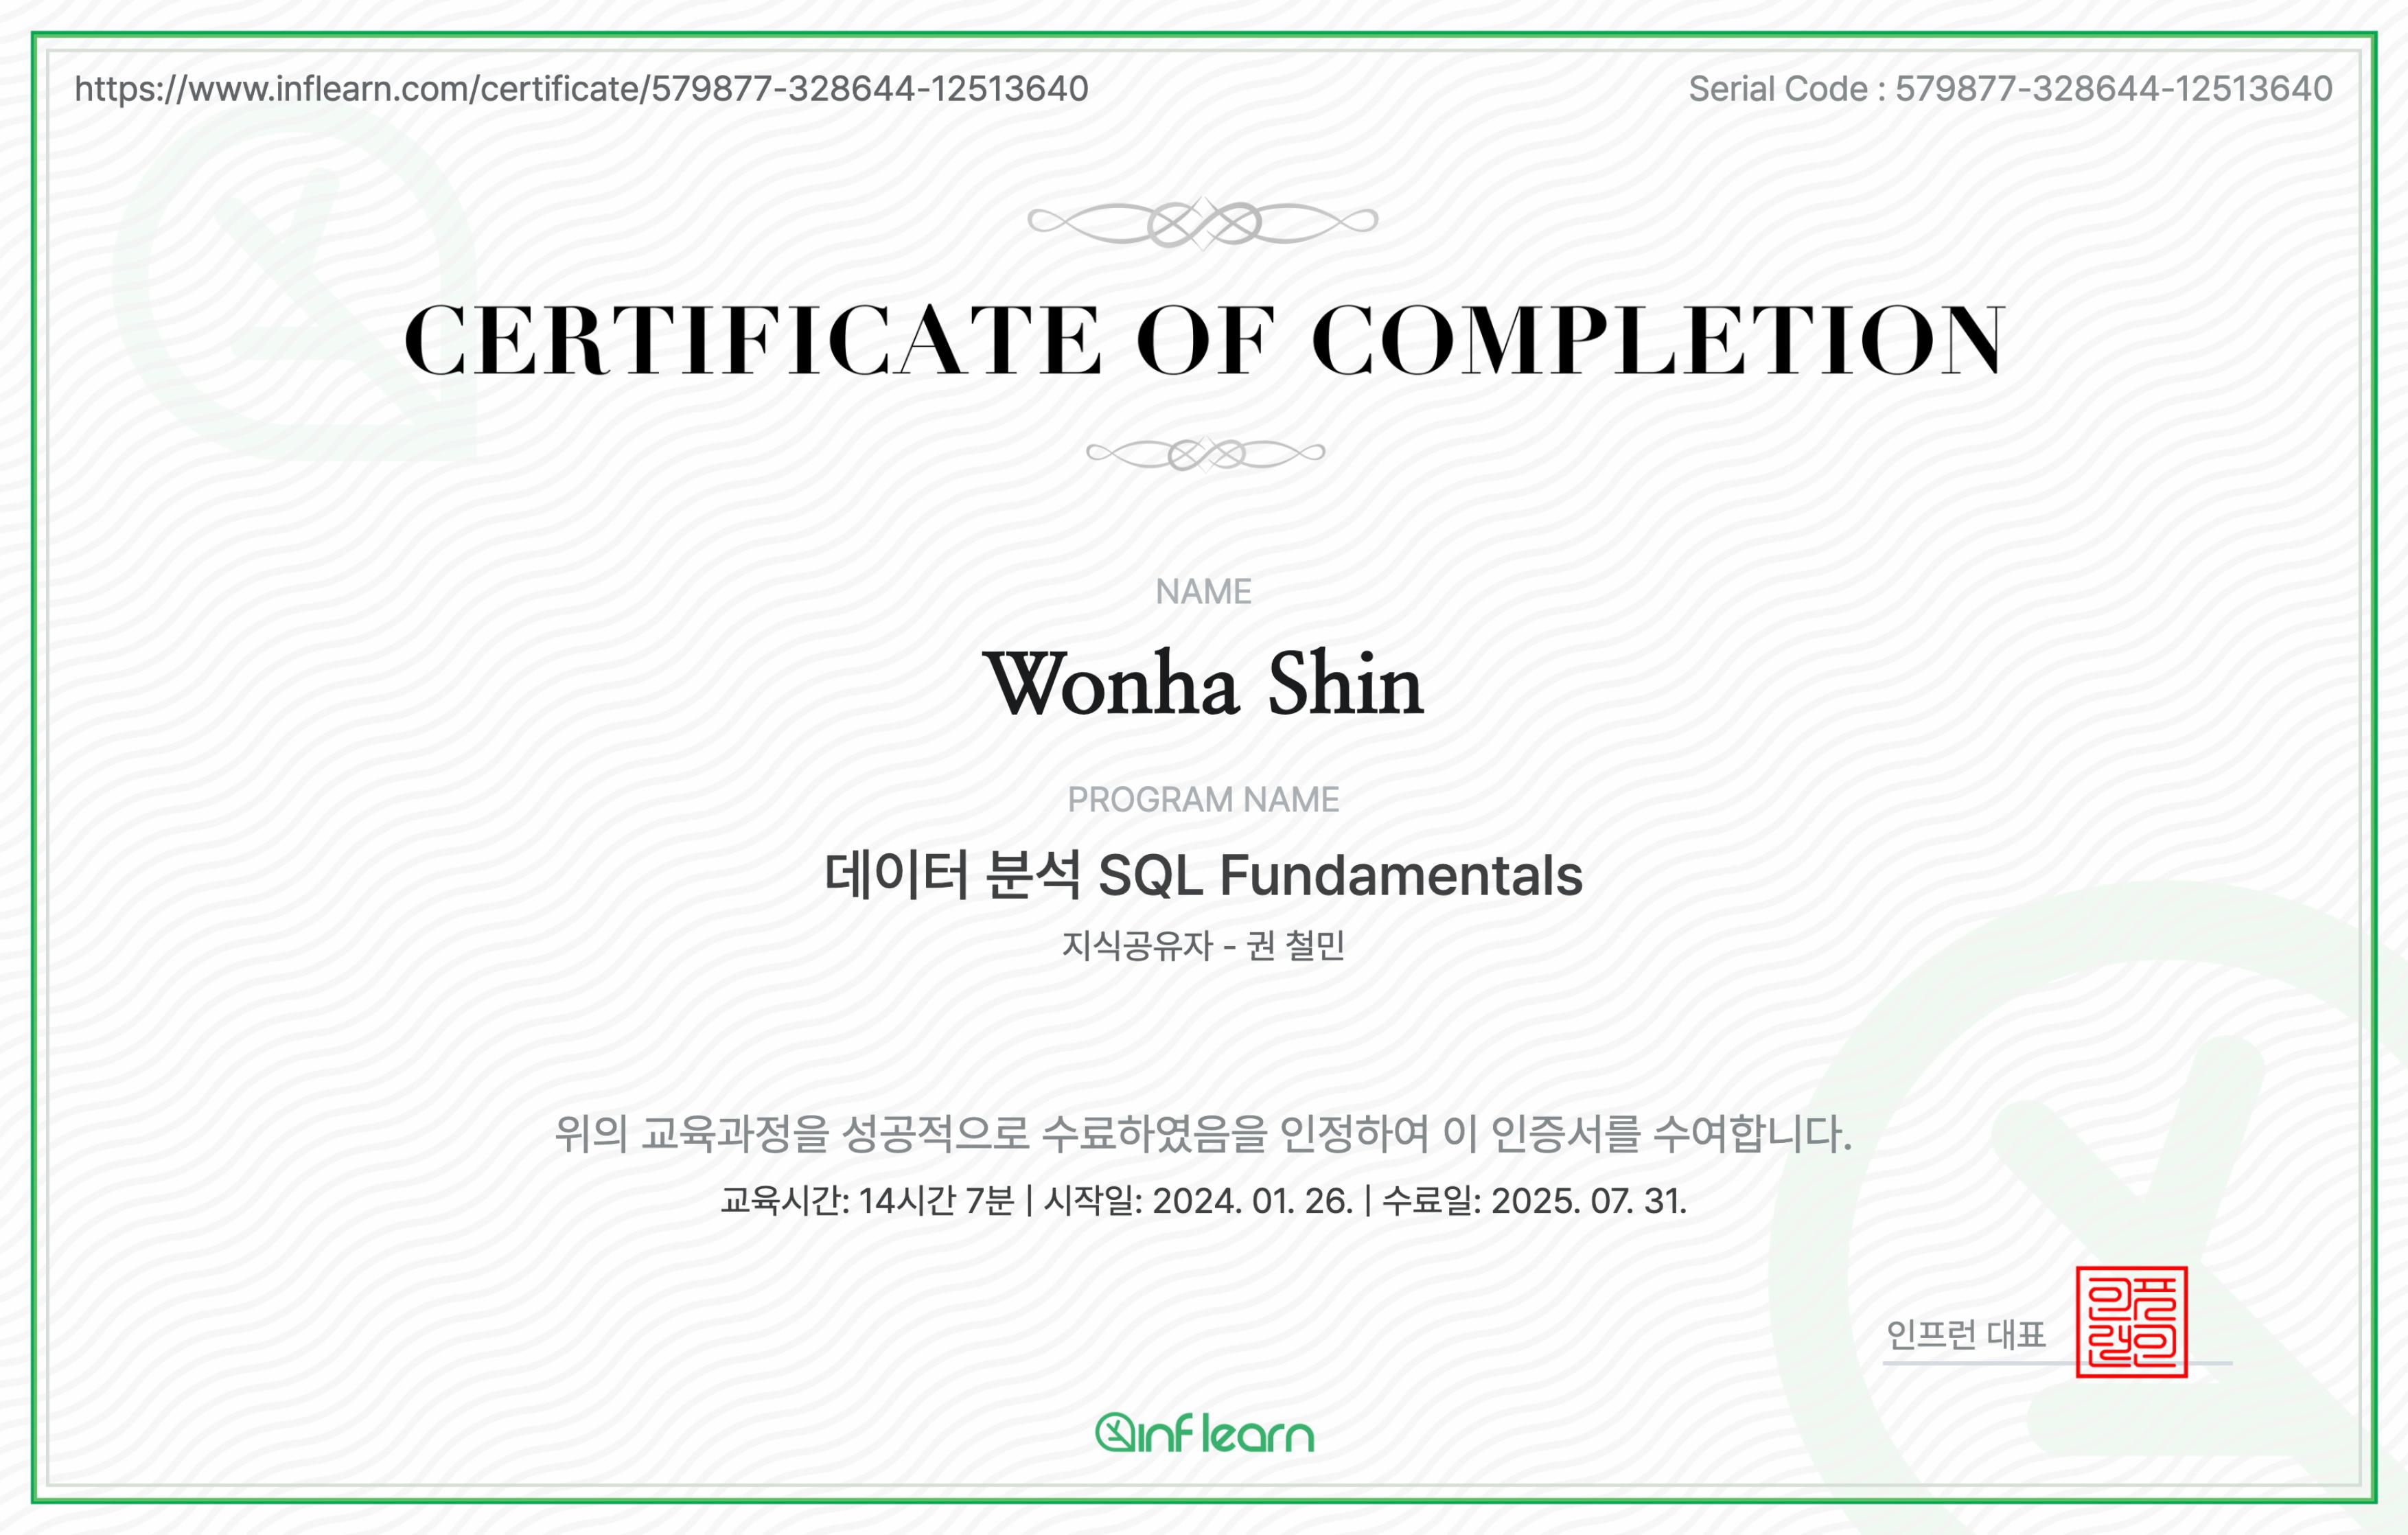 https://www.inflearn.com/certificate/579877-328644-12513640
Serial Code : 579877-328644-12513640
CERTIFICATE OF COMPLETION
NAME
Wonha Shin
PROGRAM NAME
데이터 분석 SQL Fundamentals
지식공유자 - 권 철민
위의 교육과정을 성공적으로 수료하였음을 인정하여 이 인증서를 수여합니다.
교육시간: 14시간 7분 | 시작일: 2024. 01. 26. | 수료일: 2025. 07. 31.
인프런 대표
인프런인
inflearn